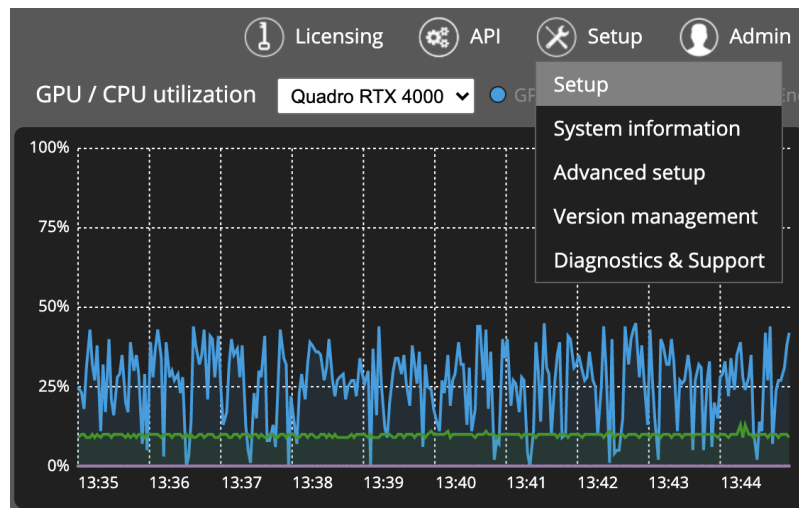 Licensing API Setup Admin
GPU / CPU utilization Quadro RTX 4000 GP
Setup
System information
Advanced setup
Version management
Diagnostics & Support
100%
75%
50%
25%
0%
13:35 13:36 13:37 13:38 13:39 13:40 13:41 13:42 13:43 13:44